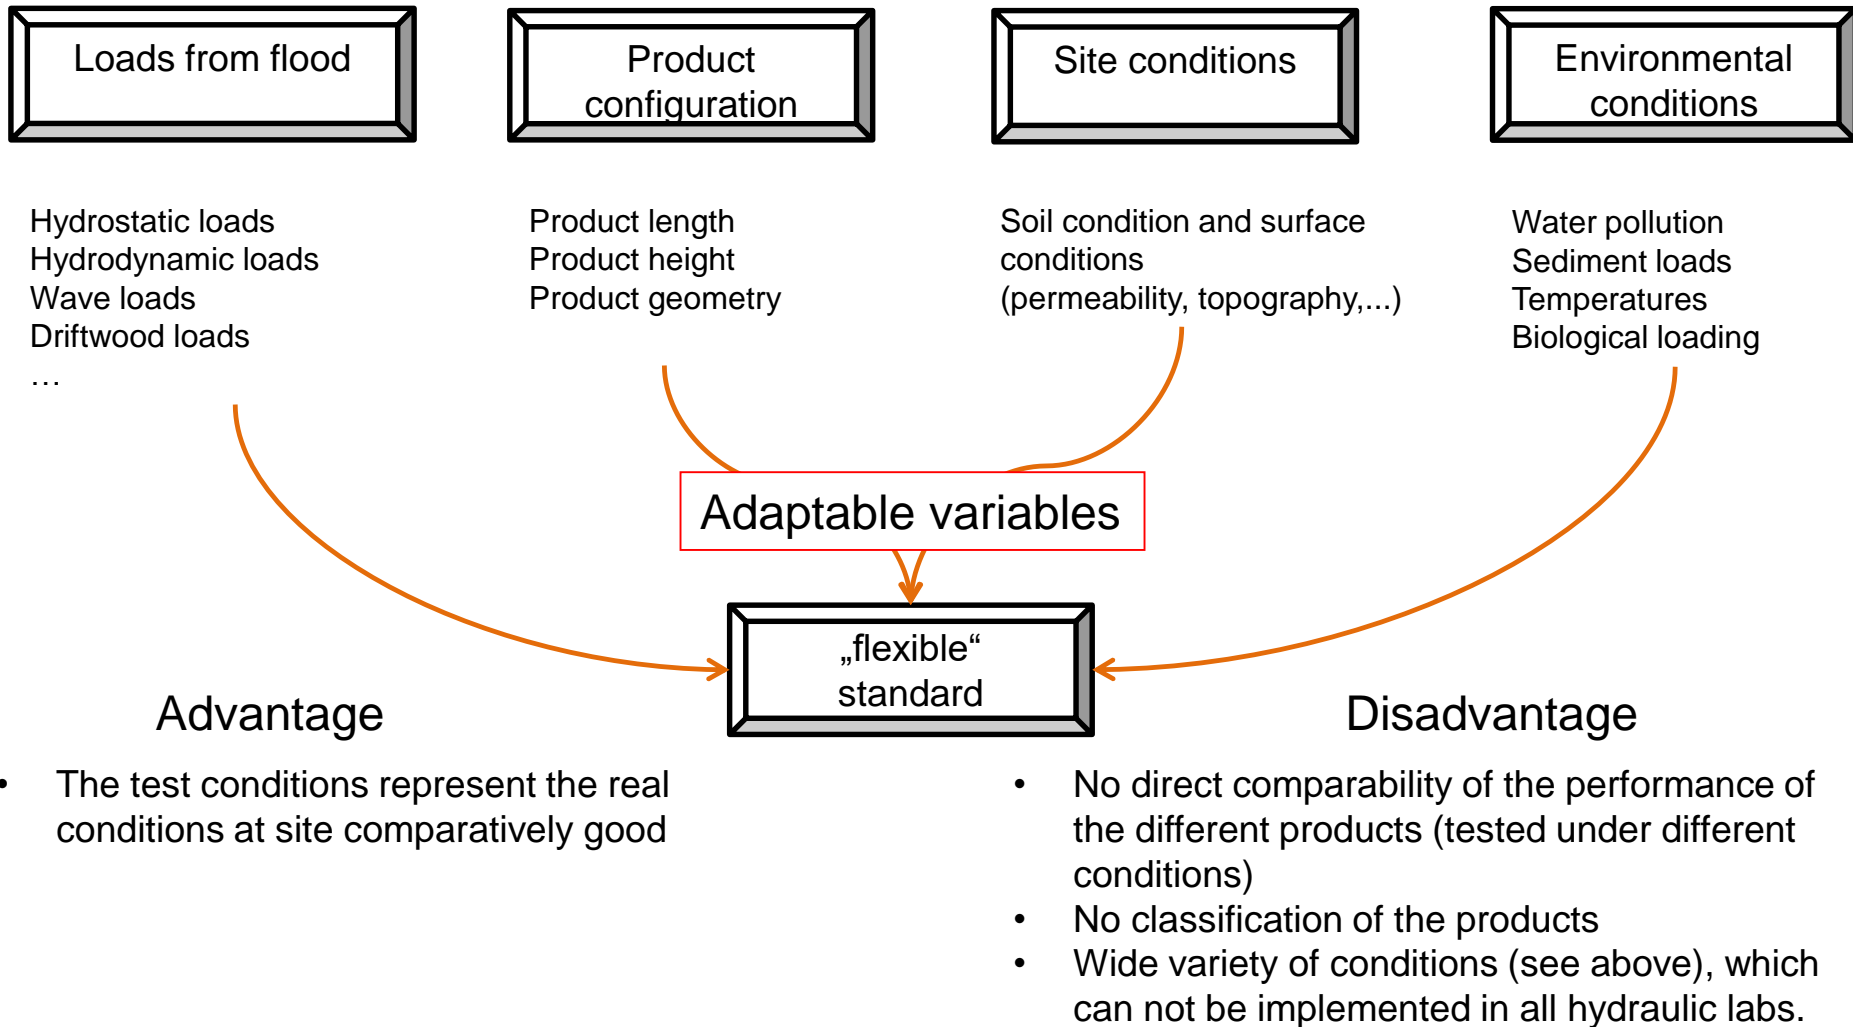 Loads from flood
Product
configuration
Site conditions
Environmental
conditions
Hydrostatic loads
Hydrodynamic loads
Wave loads
Driftwood loads
…
Product length
Product height
Product geometry
Soil condition and surface
conditions
(permeability, topography,...)
Water pollution
Sediment loads
Temperatures
Biological loading
Adaptable variables
„flexible“
standard
Advantage
• The test conditions represent the real
conditions at site comparatively good
Disadvantage
• No direct comparability of the performance of
the different products (tested under different
conditions)
• No classification of the products
• Wide variety of conditions (see above), which
can not be implemented in all hydraulic labs.